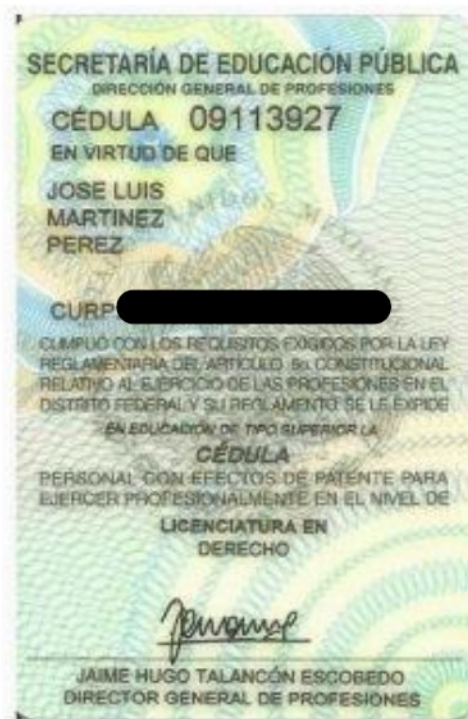 SECRETARÍA DE EDUCACIÓN PÚBLICA
DIRECCIÓN GENERAL DE PROFESIONES
CÉDULA 09113927
EN VIRTUD DE QUE
JOSE LUIS
MARTINEZ
PEREZ
CURP
CUMPLIÓ CON LOS REQUISITOS EXIGIDOS POR LA LEY
REGLAMENTARIA DEL ARTÍCULO 5o. CONSTITUCIONAL
RELATIVO AL EJERCICIO DE LAS PROFESIONES EN EL
DISTRITO FEDERAL Y SU REGLAMENTO, SE LE EXPIDE
EN EDUCACIÓN DE TIPO SUPERIOR LA
CÉDULA
PERSONAL CON EFECTOS DE PATENTE PARA
EJERCER PROFESIONALMENTE EN EL NIVEL DE
LICENCIATURA EN
DERECHO
JAIME HUGO TALANCÓN ESCOBEDO
DIRECTOR GENERAL DE PROFESIONES